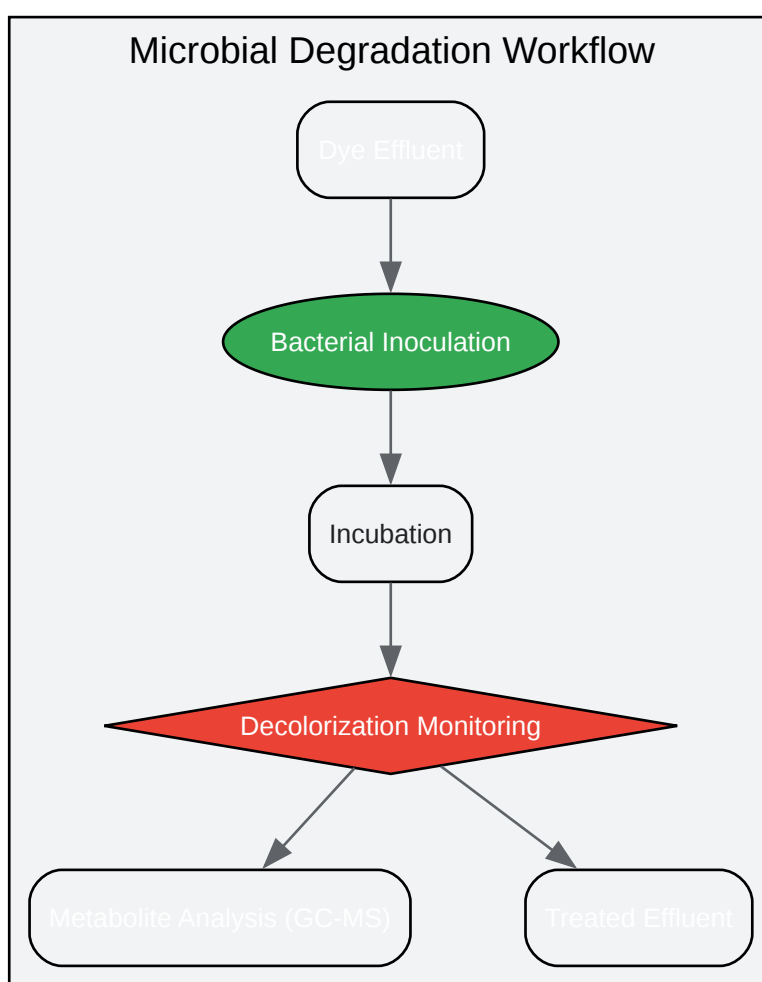 Microbial Degradation Workflow
Dye Effluent
Bacterial Inoculation
Incubation
Decolorization Monitoring
Metabolite Analysis (GC-MS)
Treated Effluent